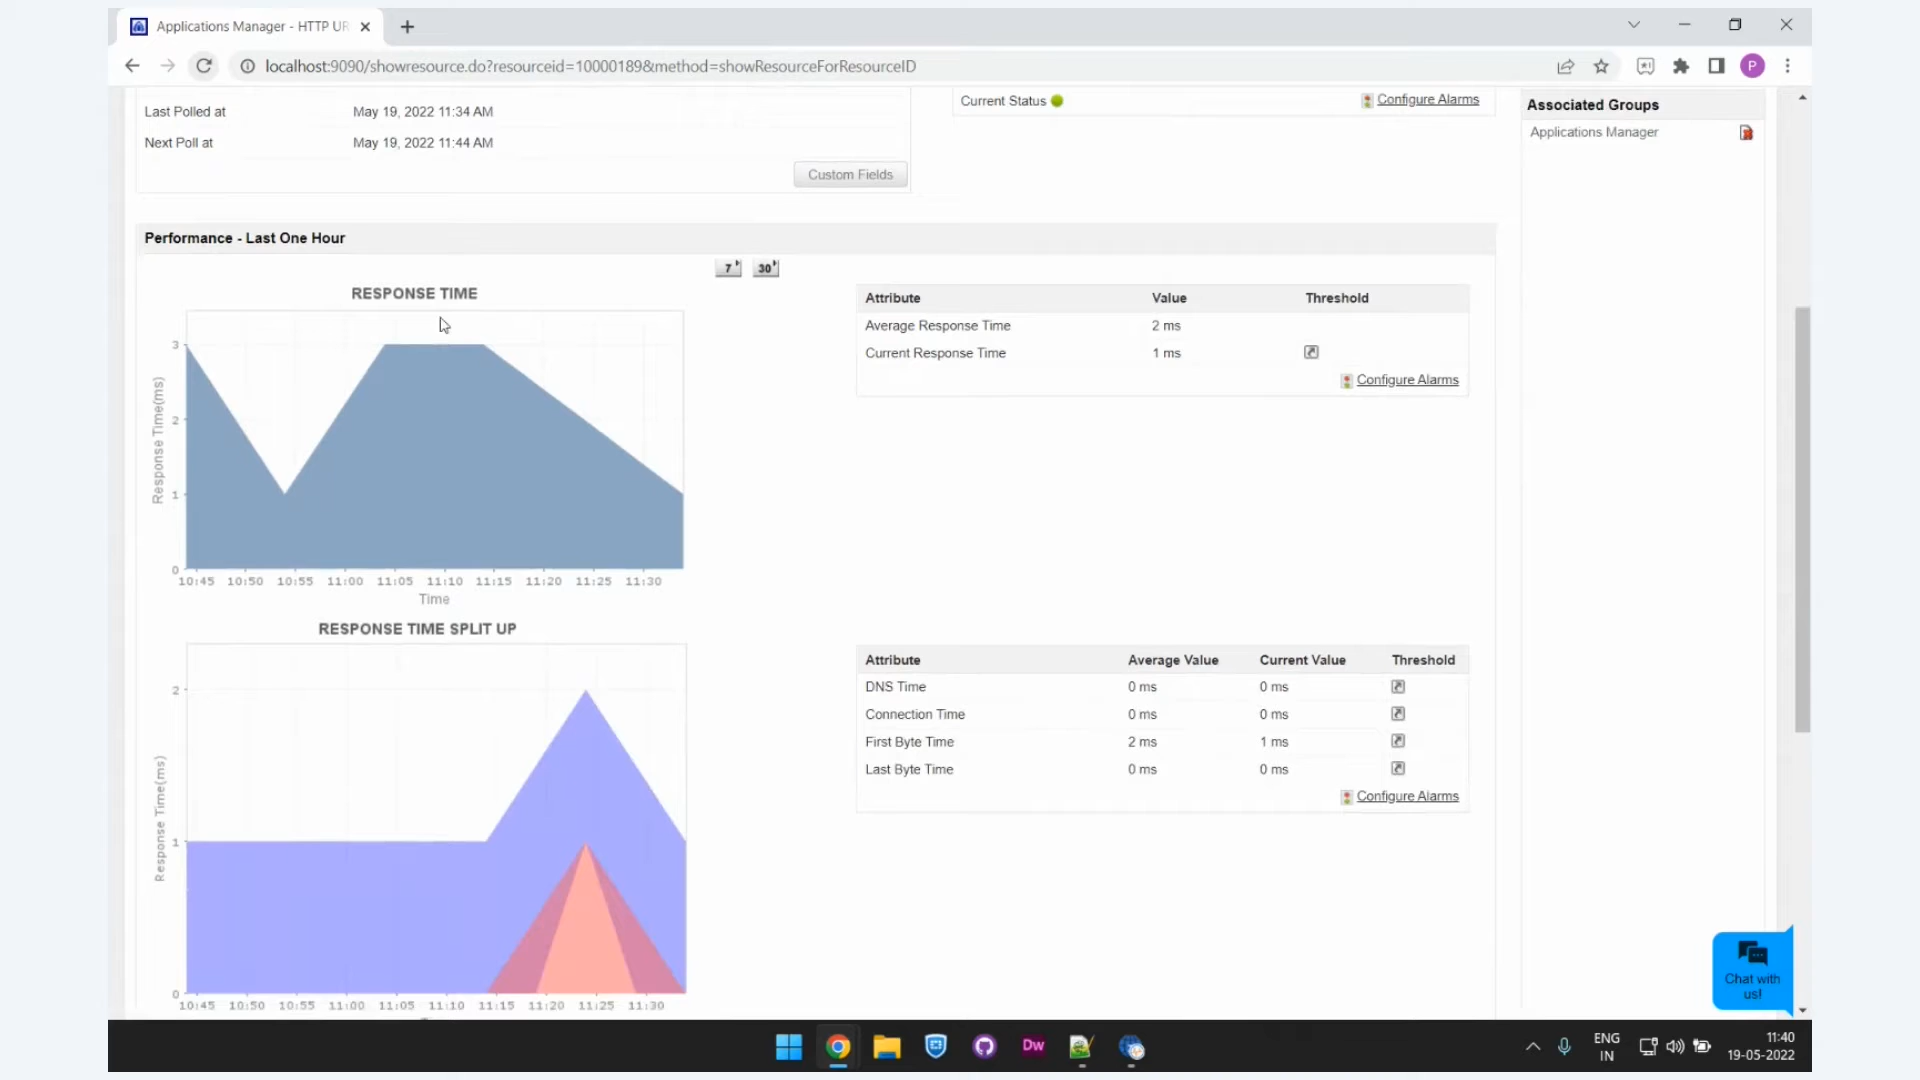 Applications Manager - HTTP UR
localhost:9090/showresource.do?resourceid=10000189&method=showResourceForResourceID
P
Last Polled at May 19, 2022 11:34 AM
Next Poll at May 19, 2022 11:44 AM
Custom Fields
Current Status Configure Alarms
Associated Groups
Applications Manager
Performance - Last One Hour
7 30
RESPONSE TIME
Response Time(ms)
3
2
1
0
10:45 10:50 10:55 11:00 11:05 11:10 11:15 11:20 11:25 11:30
Time
Attribute Value Threshold
Average Response Time 2 ms
Current Response Time 1 ms
Configure Alarms
RESPONSE TIME SPLIT UP
Response Time(ms)
2
1
0
10:45 10:50 10:55 11:00 11:05 11:10 11:15 11:20 11:25 11:30
Attribute Average Value Current Value Threshold
DNS Time 0 ms 0 ms
Connection Time 0 ms 0 ms
First Byte Time 2 ms 1 ms
Last Byte Time 0 ms 0 ms
Configure Alarms
Chat with
us!
Dw
ENG
IN
11:40
19-05-2022